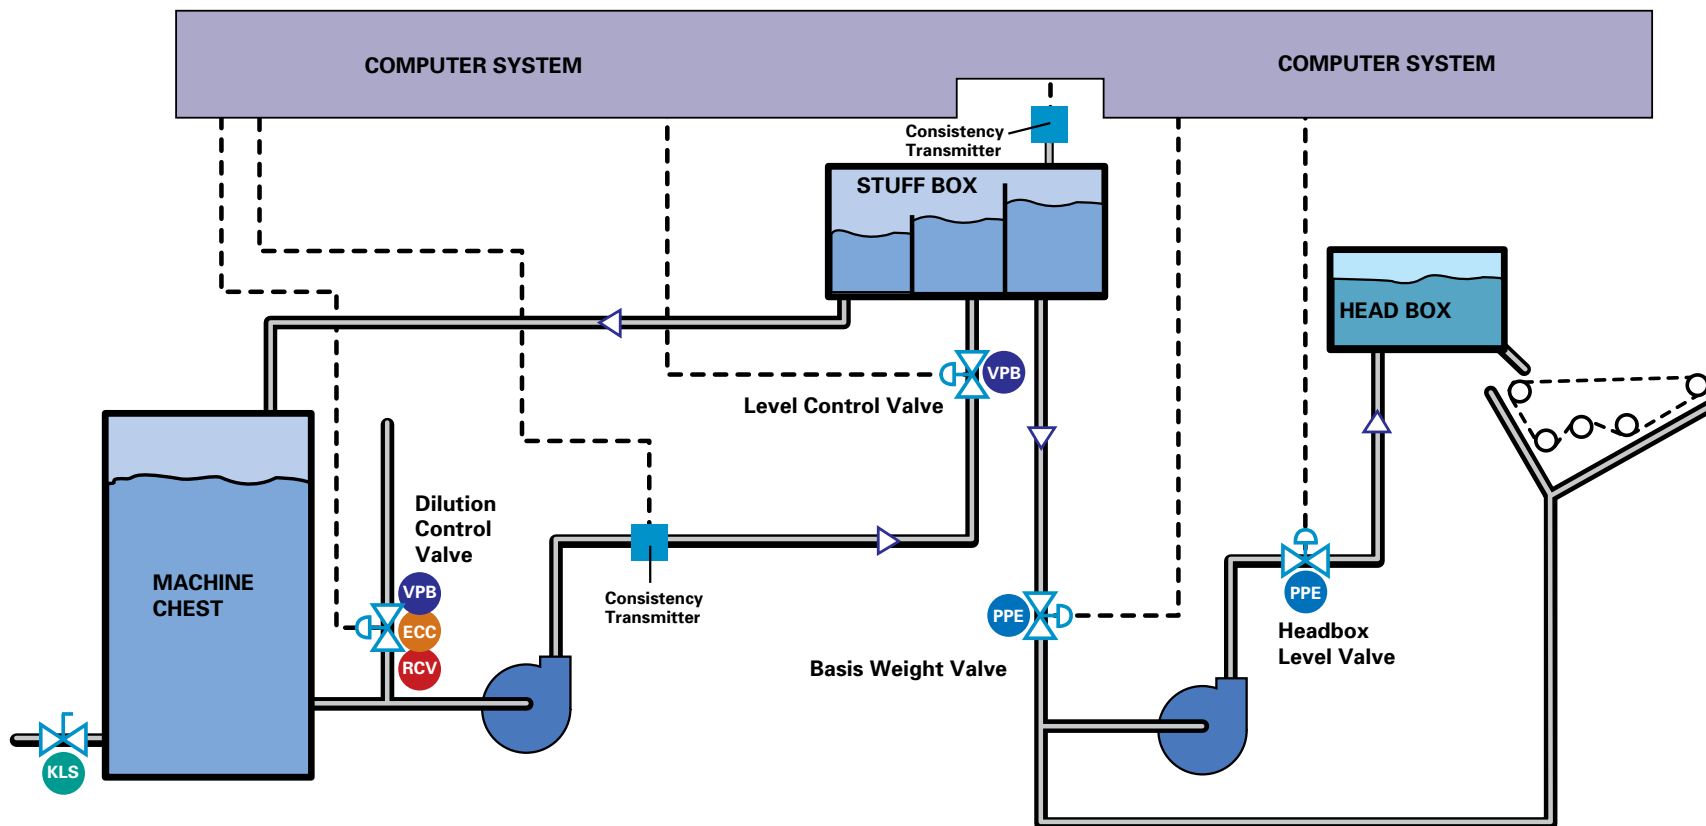 COMPUTER SYSTEM
COMPUTER SYSTEM
Consistency
Transmitter
STUFF BOX
HEAD BOX
VPB
Level Control Valve
Dilution
Control
Valve
MACHINE
CHEST
VPB
ECC
RCV
Consistency
Transmitter
PPE
PPE
Basis Weight Valve
Headbox
Level Valve
KLS